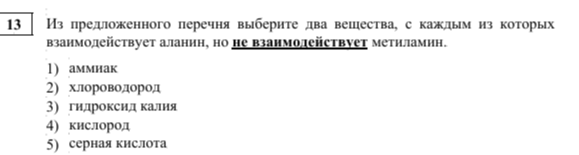 13 Из предложенного перечня выберите два вещества, с каждым из которых
взаимодействует аланин, но не взаимодействует метиламин.
1) аммиак
2) хлороводород
3) гидроксид калия
4) кислород
5) серная кислота